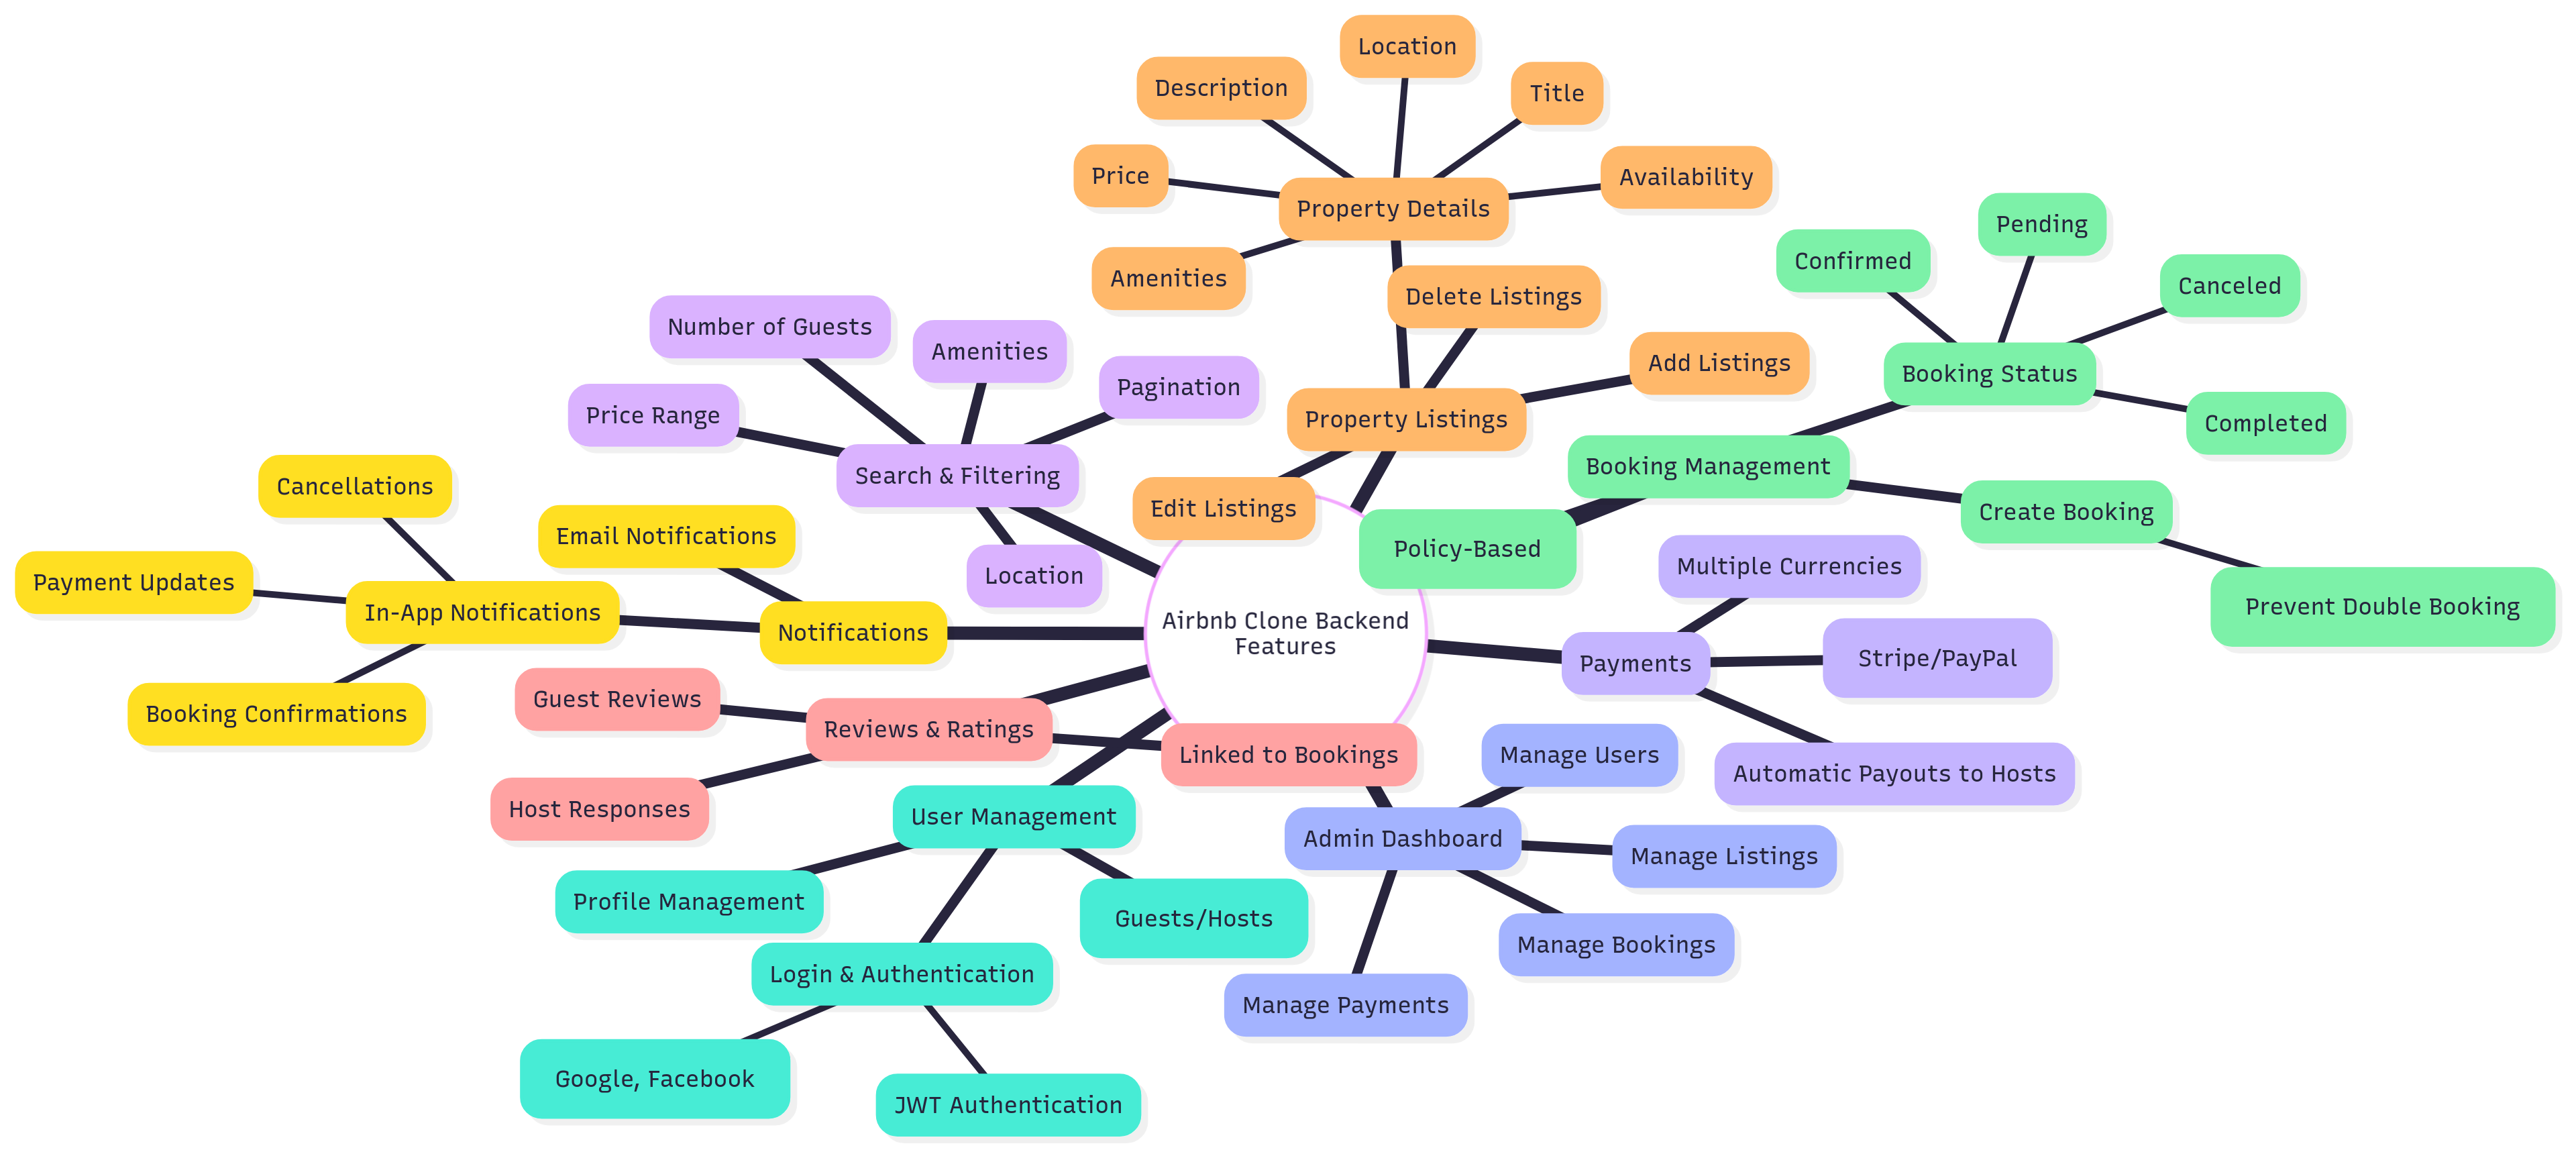 Location
Description
Title
Price
Availability
Property Details
Amenities
Delete Listings
Add Listings
Property Listings
Edit Listings
Pending
Confirmed
Canceled
Booking Status
Completed
Booking Management
Create Booking
Policy-Based
Prevent Double Booking
Number of Guests
Amenities
Pagination
Price Range
Search & Filtering
Location
Cancellations
Email Notifications
Payment Updates
In-App Notifications
Notifications
Booking Confirmations
Airbnb Clone Backend
Features
Multiple Currencies
Payments
Stripe/PayPal
Automatic Payouts to Hosts
Guest Reviews
Reviews & Ratings
Linked to Bookings
Host Responses
Manage Users
Admin Dashboard
Manage Listings
Manage Bookings
Manage Payments
User Management
Profile Management
Guests/Hosts
Login & Authentication
Google, Facebook
JWT Authentication